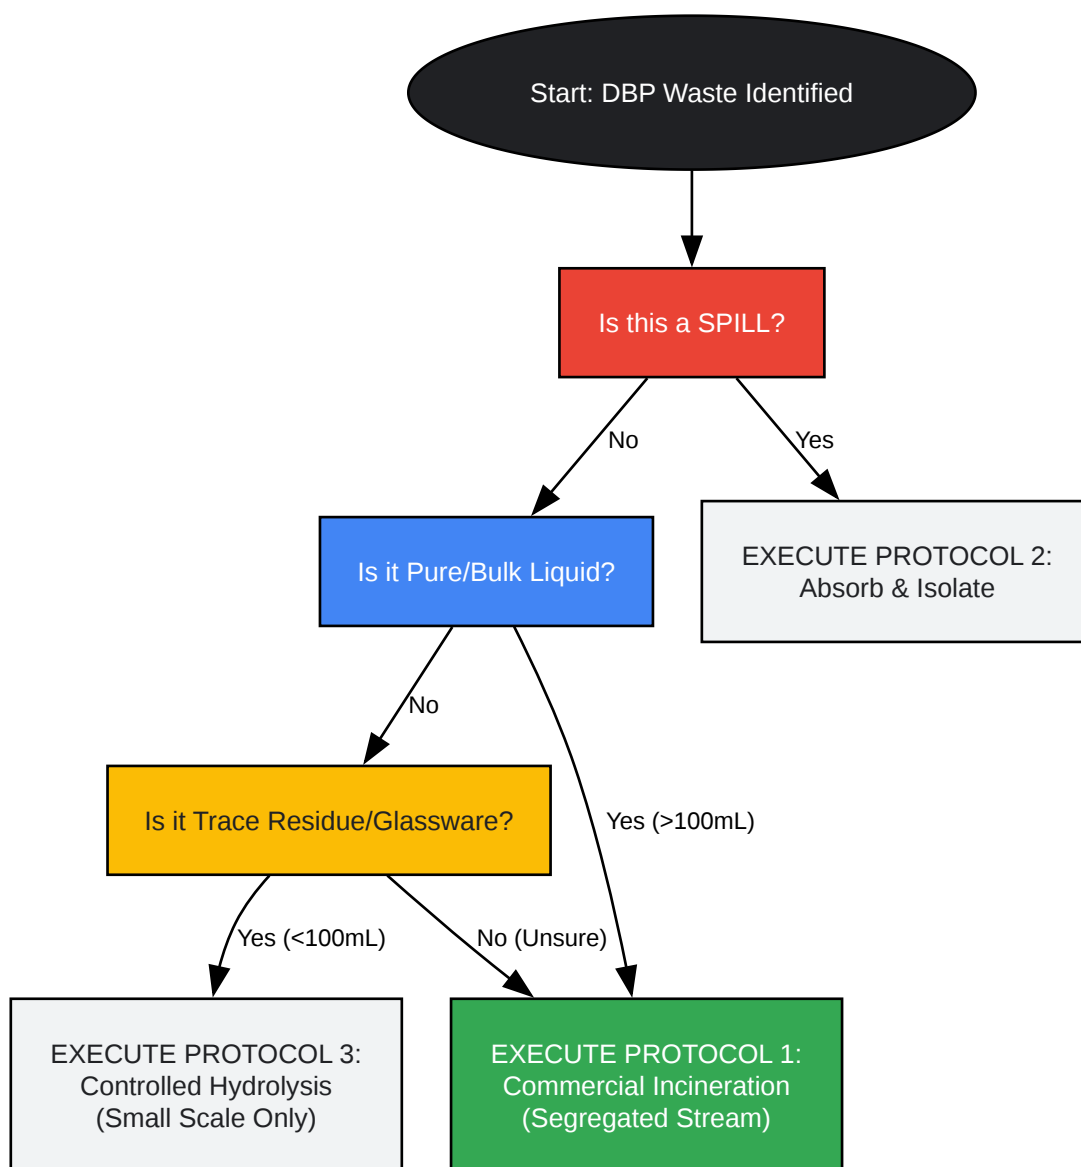 Start: DBP Waste Identified
Is this a SPILL?
No
Yes
Is it Pure/Bulk Liquid?
EXECUTE PROTOCOL 2:
Absorb & Isolate
No
Is it Trace Residue/Glassware?
Yes (>100mL)
Yes (<100mL)
No (Unsure)
EXECUTE PROTOCOL 3:
Controlled Hydrolysis
(Small Scale Only)
EXECUTE PROTOCOL 1:
Commercial Incineration
(Segregated Stream)